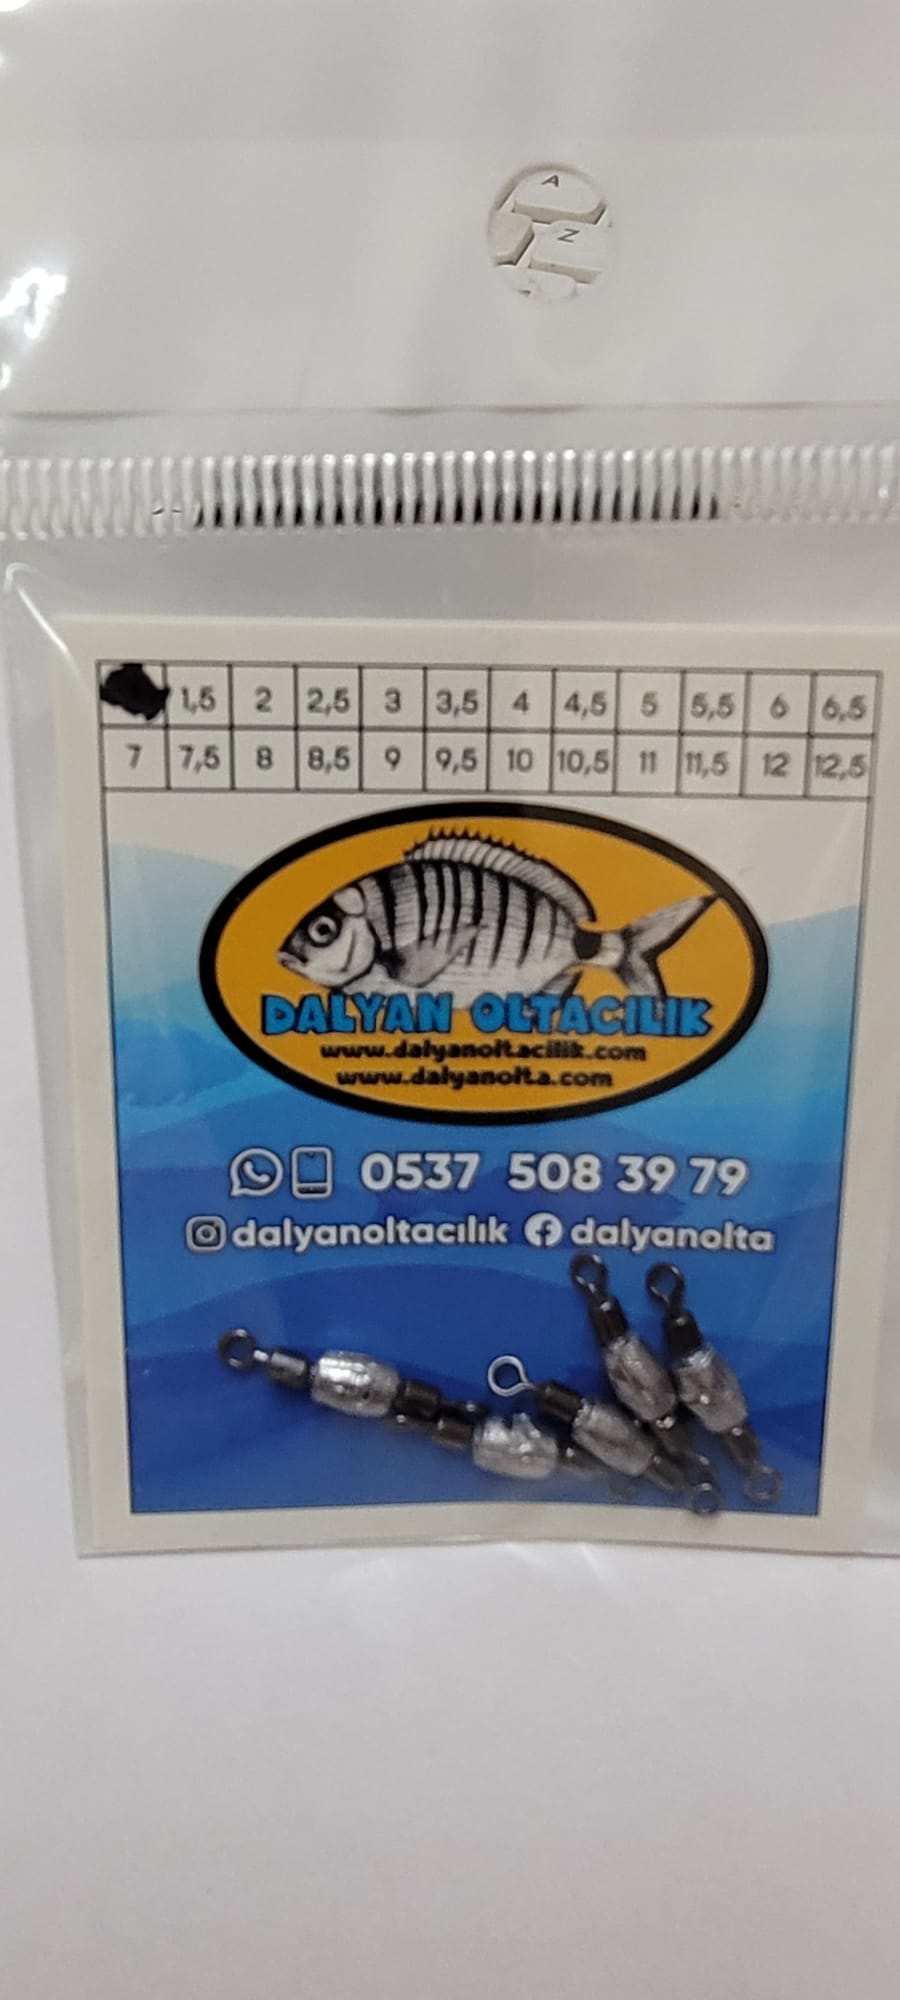 A
Z
1,5 2 2,5 3 3,5 4 4,5 5 5,5 6 6,5
7 7,5 8 8,5 9 9,5 10 10,5 11 11,5 12 12,5
DALYAN OLTACILIK
www.dalyanoltacilik.com
www.dalyanolta.com
0537 508 39 79
dalyanoltacılık dalyanolta